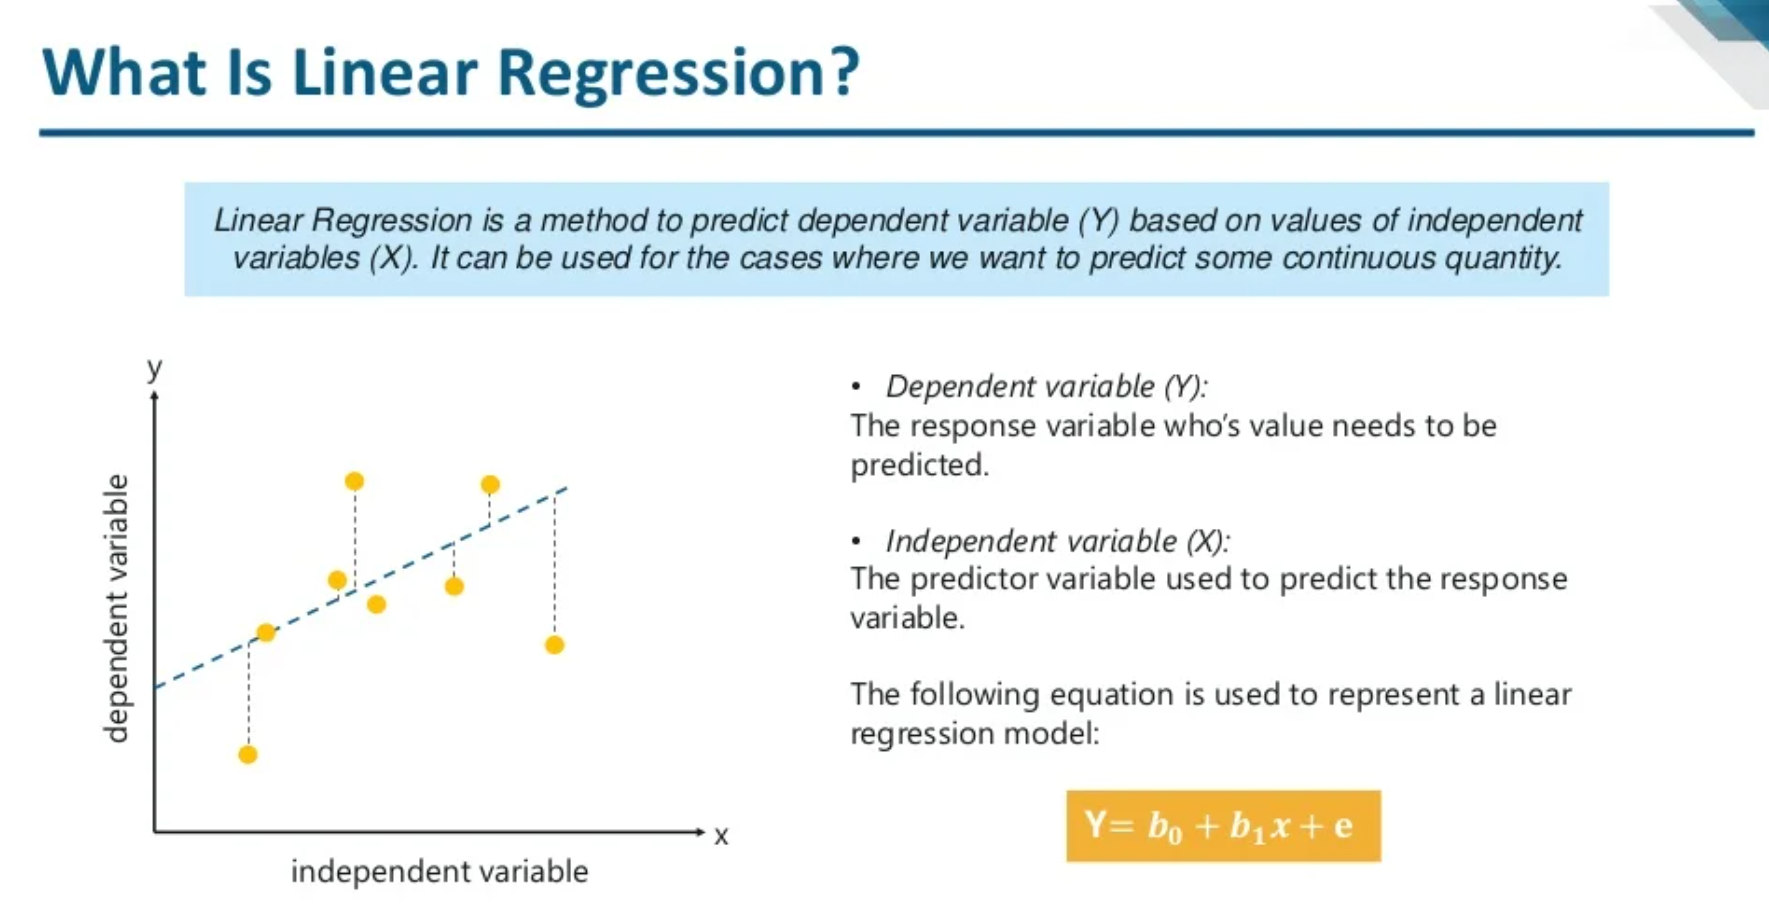 What Is Linear Regression?
Linear Regression is a method to predict dependent variable (Y) based on values of independent
variables (X). It can be used for the cases where we want to predict some continuous quantity.
y
dependent variable
x
independent variable
• Dependent variable (Y):
The response variable who's value needs to be
predicted.
• Independent variable (X):
The predictor variable used to predict the response
variable.
The following equation is used to represent a linear
regression model:
Y= b₀ + b₁x + e